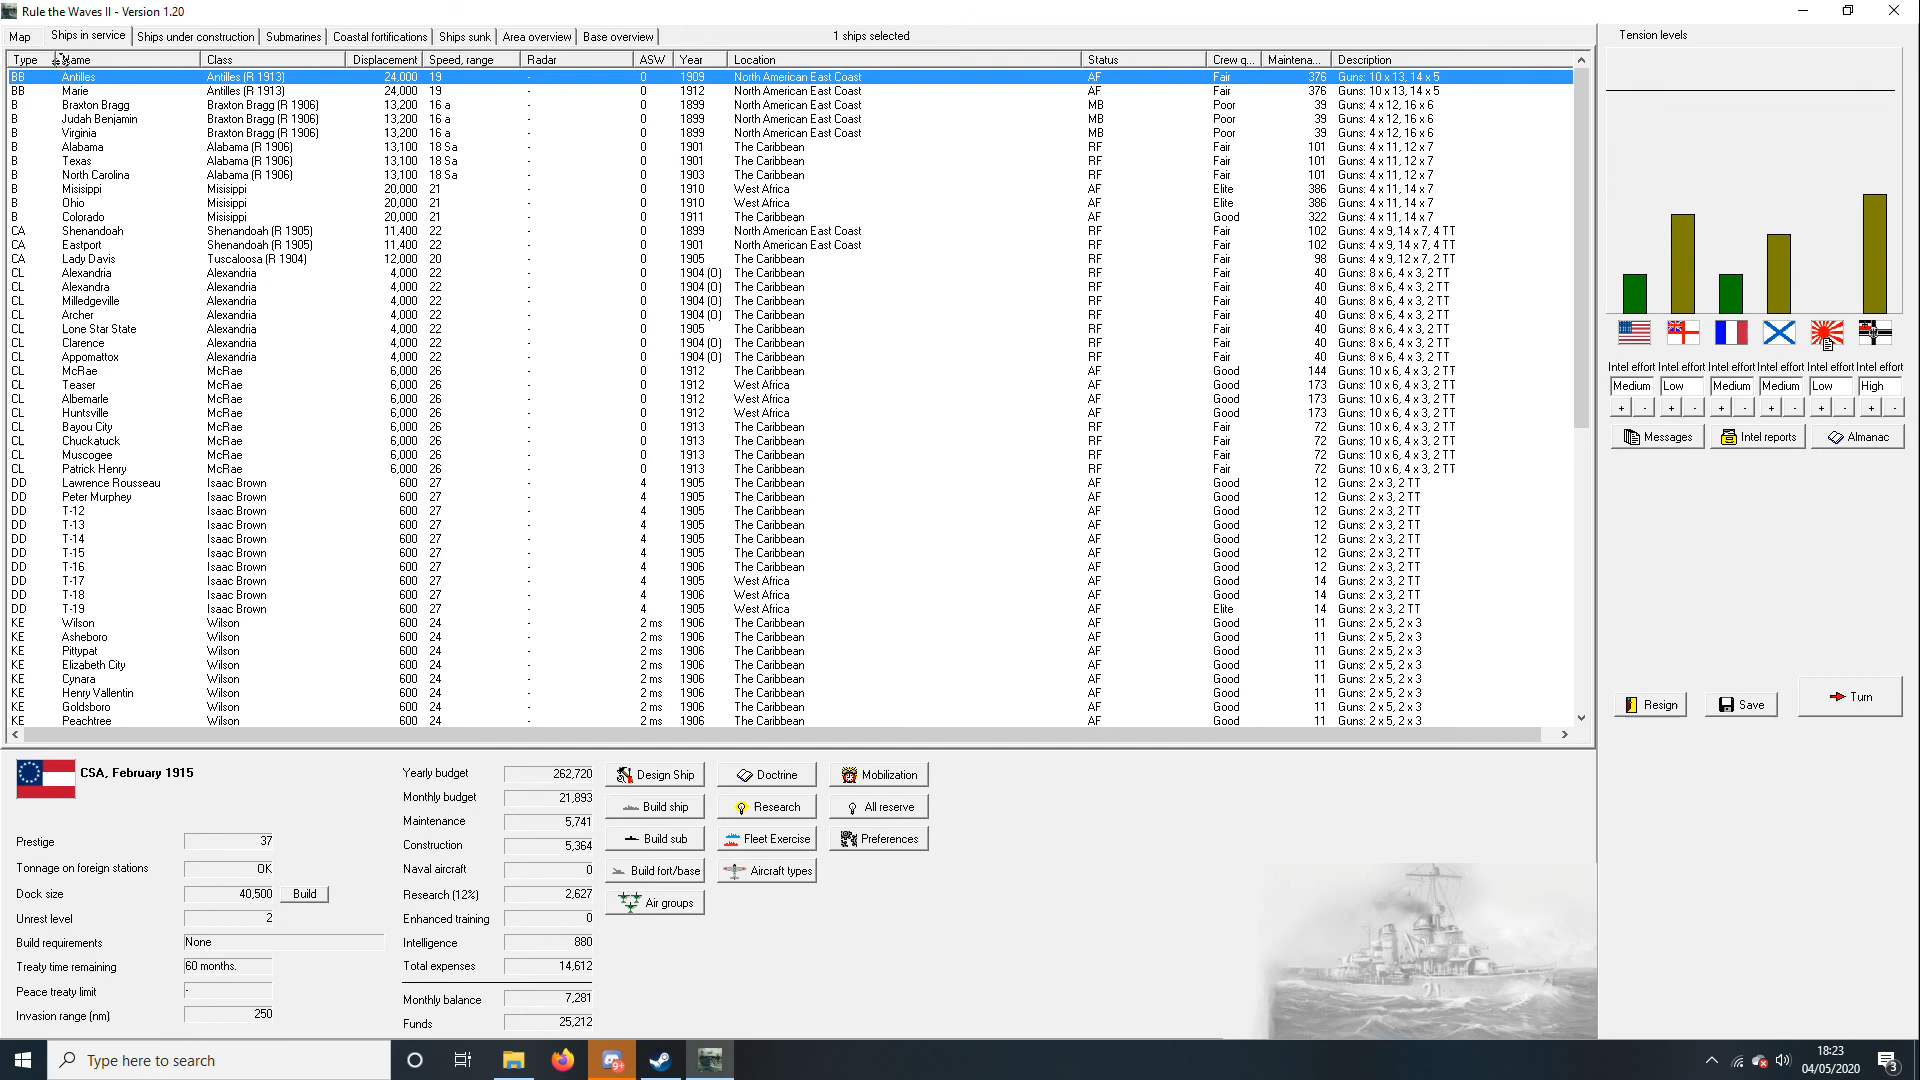 Rule the Waves II - Version 1.20
Map Ships in service Ships under construction Submarines Coastal fortifications Ships sunk Area overview Base overview 1 ships selected Tension levels
Type Name Class Displacement Speed, range Radar ASW Year Location Status Crew q... Maintena... Description
BB Antilles Antilles (R 1913) 24,000 19 - 0 1909 North American East Coast AF Fair 376 Guns: 10 x 13, 14 x 5
BB Marie Antilles (R 1913) 24,000 19 - 0 1912 North American East Coast AF Fair 376 Guns: 10 x 13, 14 x 5
B Braxton Bragg Braxton Bragg (R 1906) 13,200 16 a - 0 1899 North American East Coast MB Poor 39 Guns: 4 x 12, 16 x 6
B Judah Benjamin Braxton Bragg (R 1906) 13,200 16 a - 0 1899 North American East Coast MB Poor 39 Guns: 4 x 12, 16 x 6
B Virginia Braxton Bragg (R 1906) 13,200 16 a - 0 1899 North American East Coast MB Poor 39 Guns: 4 x 12, 16 x 6
B Alabama Alabama (R 1906) 13,100 18 Sa - 0 1901 The Caribbean RF Fair 101 Guns: 4 x 11, 12 x 7
B Texas Alabama (R 1906) 13,100 18 Sa - 0 1901 The Caribbean RF Fair 101 Guns: 4 x 11, 12 x 7
B North Carolina Alabama (R 1906) 13,100 18 Sa - 0 1903 The Caribbean RF Fair 101 Guns: 4 x 11, 12 x 7
B Misisippi Misisippi 20,000 21 - 0 1910 West Africa AF Elite 386 Guns: 4 x 11, 14 x 7
B Ohio Misisippi 20,000 21 - 0 1910 West Africa AF Elite 386 Guns: 4 x 11, 14 x 7
B Colorado Misisippi 20,000 21 - 0 1911 The Caribbean AF Good 322 Guns: 4 x 11, 14 x 7
CA Shenandoah Shenandoah (R 1905) 11,400 22 - 0 1899 North American East Coast RF Fair 102 Guns: 4 x 9, 14 x 7, 4 TT
CA Eastport Shenandoah (R 1905) 11,400 22 - 0 1901 North American East Coast RF Fair 102 Guns: 4 x 9, 14 x 7, 4 TT
CA Lady Davis Tuscaloosa (R 1904) 12,000 20 - 0 1905 The Caribbean RF Fair 98 Guns: 4 x 9, 12 x 7, 2 TT
CL Alexandria Alexandria 4,000 22 - 0 1904 (O) The Caribbean RF Fair 40 Guns: 8 x 6, 4 x 3, 2 TT
CL Alexandra Alexandria 4,000 22 - 0 1904 (O) The Caribbean RF Fair 40 Guns: 8 x 6, 4 x 3, 2 TT
CL Milledgeville Alexandria 4,000 22 - 0 1904 (O) The Caribbean RF Fair 40 Guns: 8 x 6, 4 x 3, 2 TT
CL Archer Alexandria 4,000 22 - 0 1904 (O) The Caribbean RF Fair 40 Guns: 8 x 6, 4 x 3, 2 TT
CL Lone Star State Alexandria 4,000 22 - 0 1905 The Caribbean RF Fair 40 Guns: 8 x 6, 4 x 3, 2 TT
CL Clarence Alexandria 4,000 22 - 0 1904 (O) The Caribbean RF Fair 40 Guns: 8 x 6, 4 x 3, 2 TT
CL Appomattox Alexandria 4,000 22 - 0 1904 (O) The Caribbean RF Fair 40 Guns: 8 x 6, 4 x 3, 2 TT
CL McRae McRae 6,000 26 - 0 1912 The Caribbean AF Good 144 Guns: 10 x 6, 4 x 3, 2 TT
CL Teaser McRae 6,000 26 - 0 1912 West Africa AF Good 173 Guns: 10 x 6, 4 x 3, 2 TT
CL Albemarle McRae 6,000 26 - 0 1912 West Africa AF Good 173 Guns: 10 x 6, 4 x 3, 2 TT
CL Huntsville McRae 6,000 26 - 0 1912 West Africa AF Good 173 Guns: 10 x 6, 4 x 3, 2 TT
CL Bayou City McRae 6,000 26 - 0 1913 The Caribbean RF Fair 72 Guns: 10 x 6, 4 x 3, 2 TT
CL Chuckatuck McRae 6,000 26 - 0 1913 The Caribbean RF Fair 72 Guns: 10 x 6, 4 x 3, 2 TT
CL Muscogee McRae 6,000 26 - 0 1913 The Caribbean RF Fair 72 Guns: 10 x 6, 4 x 3, 2 TT
CL Patrick Henry McRae 6,000 26 - 0 1913 The Caribbean RF Fair 72 Guns: 10 x 6, 4 x 3, 2 TT
DD Lawrence Rousseau Isaac Brown 600 27 - 4 1905 The Caribbean AF Good 12 Guns: 2 x 3, 2 TT
DD Peter Murphey Isaac Brown 600 27 - 4 1905 The Caribbean AF Good 12 Guns: 2 x 3, 2 TT
DD T-12 Isaac Brown 600 27 - 4 1905 The Caribbean AF Good 12 Guns: 2 x 3, 2 TT
DD T-13 Isaac Brown 600 27 - 4 1905 The Caribbean AF Good 12 Guns: 2 x 3, 2 TT
DD T-14 Isaac Brown 600 27 - 4 1905 The Caribbean AF Good 12 Guns: 2 x 3, 2 TT
DD T-15 Isaac Brown 600 27 - 4 1905 The Caribbean AF Good 12 Guns: 2 x 3, 2 TT
DD T-16 Isaac Brown 600 27 - 4 1906 The Caribbean AF Good 12 Guns: 2 x 3, 2 TT
DD T-17 Isaac Brown 600 27 - 4 1905 West Africa AF Good 14 Guns: 2 x 3, 2 TT
DD T-18 Isaac Brown 600 27 - 4 1906 West Africa AF Good 14 Guns: 2 x 3, 2 TT
DD T-19 Isaac Brown 600 27 - 4 1905 West Africa AF Elite 14 Guns: 2 x 3, 2 TT
KE Wilson Wilson 600 24 - 2 ms 1906 The Caribbean AF Good 11 Guns: 2 x 5, 2 x 3
KE Asheboro Wilson 600 24 - 2 ms 1906 The Caribbean AF Good 11 Guns: 2 x 5, 2 x 3
KE Pittypat Wilson 600 24 - 2 ms 1906 The Caribbean AF Good 11 Guns: 2 x 5, 2 x 3
KE Elizabeth City Wilson 600 24 - 2 ms 1906 The Caribbean AF Good 11 Guns: 2 x 5, 2 x 3
KE Cynara Wilson 600 24 - 2 ms 1906 The Caribbean AF Good 11 Guns: 2 x 5, 2 x 3
KE Henry Vallentin Wilson 600 24 - 2 ms 1906 The Caribbean AF Good 11 Guns: 2 x 5, 2 x 3
KE Goldsboro Wilson 600 24 - 2 ms 1906 The Caribbean AF Good 11 Guns: 2 x 5, 2 x 3
KE Peachtree Wilson 600 24 - 2 ms 1906 The Caribbean AF Good 11 Guns: 2 x 5, 2 x 3
Intel effort Intel effort Intel effort Intel effort Intel effort Intel effort
Medium Low Medium Medium Low High
+ - + - + - + - + - + -
Messages Intel reports Almanac
Resign Save Turn
CSA, February 1915
Prestige 37
Tonnage on foreign stations OK
Dock size 40,500 Build
Unrest level 2
Build requirements None
Treaty time remaining 60 months.
Peace treaty limit -
Invasion range (nm) 250
Yearly budget 262,720
Monthly budget 21,893
Maintenance 5,741
Construction 5,364
Naval aircraft 0
Research (12%) 2,627
Enhanced training 0
Intelligence 880
Total expenses 14,612
Monthly balance 7,281
Funds 25,212
Design Ship Doctrine Mobilization
Build ship Research All reserve
Build sub Fleet Exercise Preferences
Build fort/base Aircraft types
Air groups
21
Type here to search
9+
18:23
04/05/2020
3